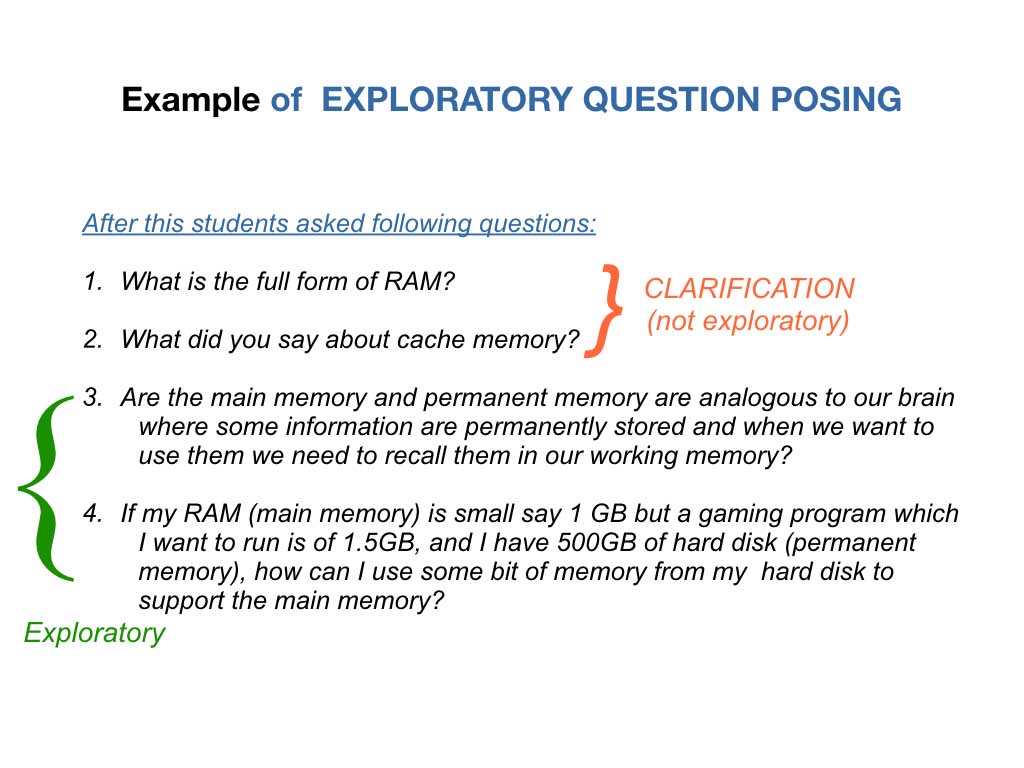 Example of EXPLORATORY QUESTION POSING
After this students asked following questions:
1. What is the full form of RAM?
2. What did you say about cache memory?
} CLARIFICATION
(not exploratory)
3. Are the main memory and permanent memory are analogous to our brain
where some information are permanently stored and when we want to
use them we need to recall them in our working memory?
4. If my RAM (main memory) is small say 1 GB but a gaming program which
I want to run is of 1.5GB, and I have 500GB of hard disk (permanent
memory), how can I use some bit of memory from my hard disk to
support the main memory?
{
Exploratory